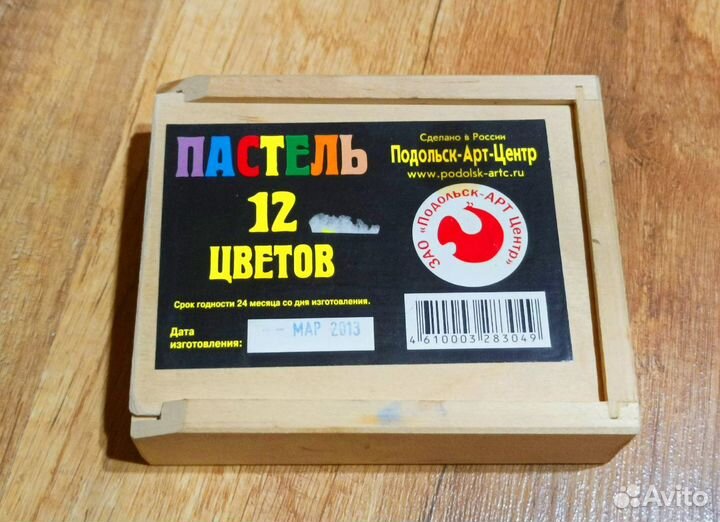 ПАСТЕЛЬ
12
ЦВЕТОВ
Срок годности 24 месяца со дня изготовления.
Дата
изготовления:
-- МАР 2013
Сделано в России
Подольск-Арт-Центр
www.podolsk-artc.ru
ЗАО «Подольск-АРТ Центр»
4 610003 283049
Avito